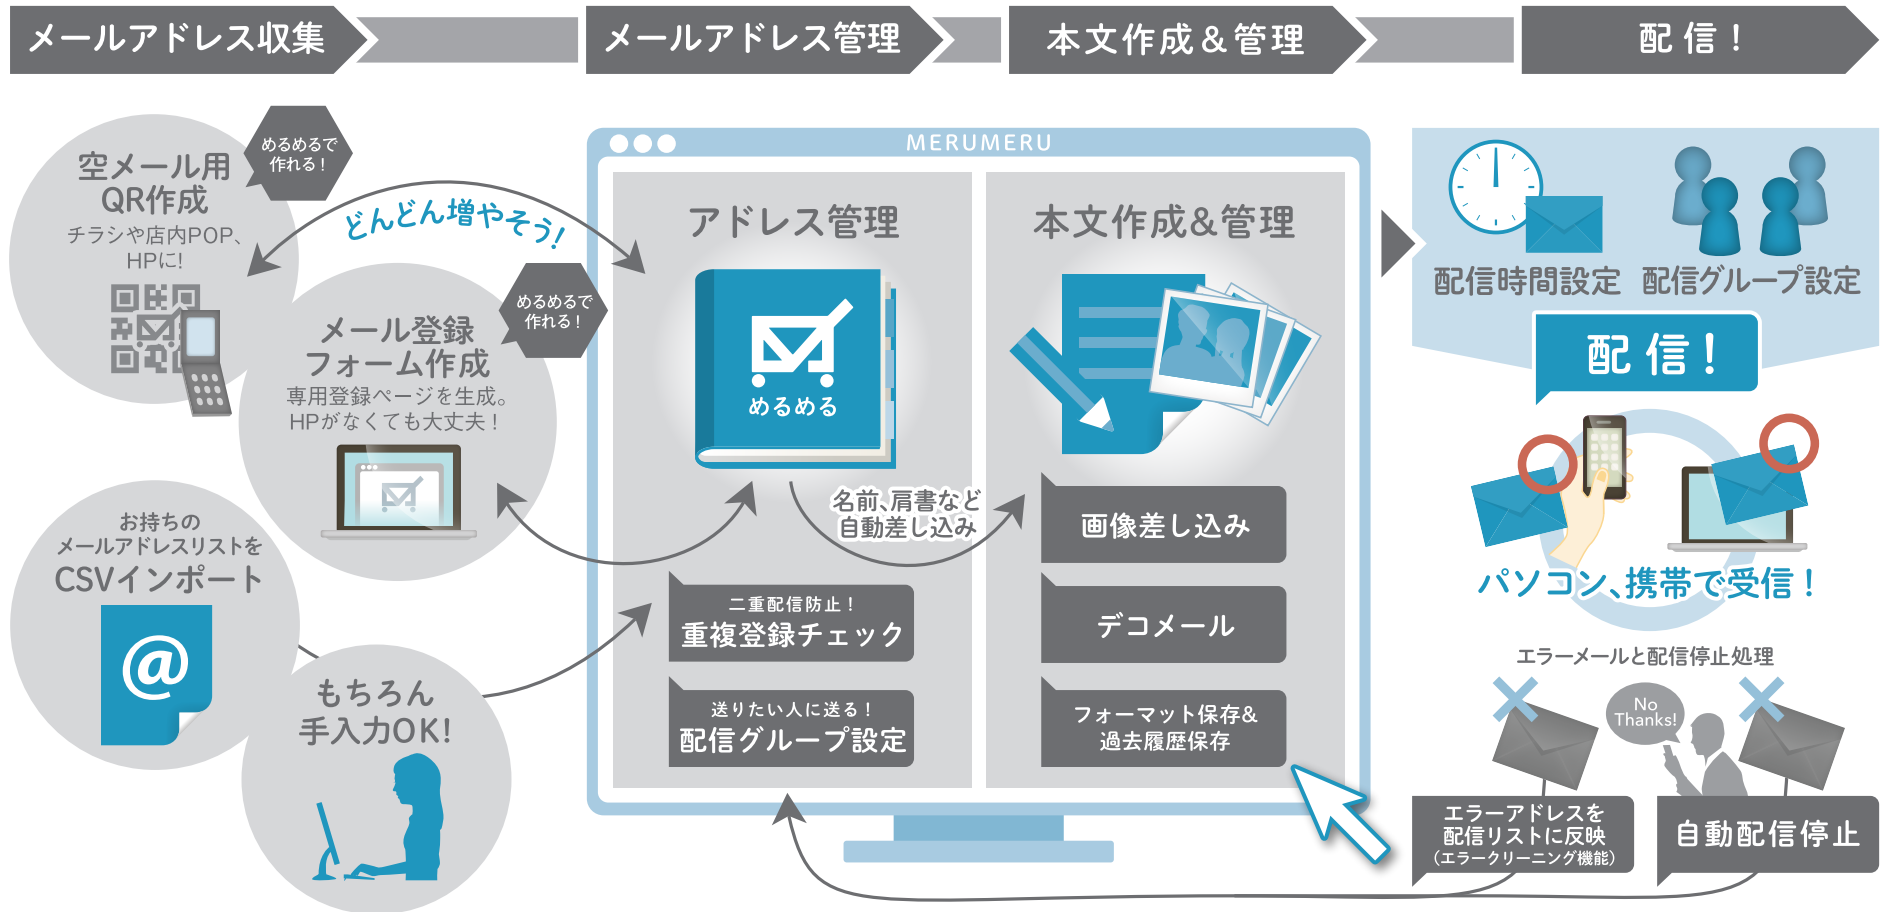 メールアドレス収集
メールアドレス管理
本文作成&管理
配信!
空メール用
QR作成
チラシや店内POP、
HPに!
めるめるで
作れる!
どんどん増やそう!
メール登録
フォーム作成
専用登録ページを生成。
HPがなくても大丈夫!
めるめるで
作れる!
お持ちの
メールアドレスリストを
CSVインポート
@
もちろん
手入力OK!
MERUMERU
アドレス管理
めるめる
名前、肩書など
自動差し込み
二重配信防止!
重複登録チェック
送りたい人に送る!
配信グループ設定
本文作成&管理
画像差し込み
デコメール
フォーマット保存&
過去履歴保存
配信時間設定
配信グループ設定
配信!
パソコン、携帯で受信!
エラーメールと配信停止処理
No
Thanks!
エラーアドレスを
配信リストに反映
(エラークリーニング機能)
自動配信停止